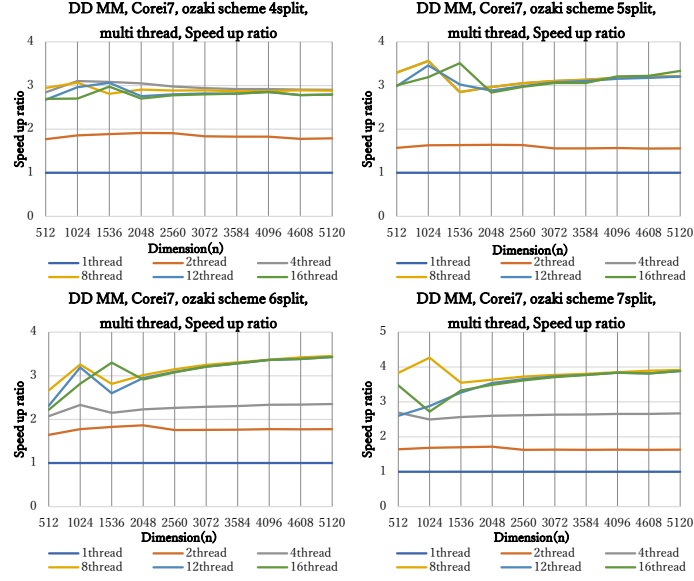 DD MM, Corei7, ozaki scheme 4split,
multi thread, Speed up ratio
4
3
2
1
0
Speed up ratio
512 1024 1536 2048 2560 3072 3584 4096 4608 5120
Dimension(n)
1thread 2thread 4thread
8thread 12thread 16thread
DD MM, Corei7, ozaki scheme 5split,
multi thread, Speed up ratio
4
3
2
1
0
Speed up ratio
512 1024 1536 2048 2560 3072 3584 4096 4608 5120
Dimension(n)
1thread 2thread 4thread
8thread 12thread 16thread
DD MM, Corei7, ozaki scheme 6split,
multi thread, Speed up ratio
4
3
2
1
0
Speed up ratio
512 1024 1536 2048 2560 3072 3584 4096 4608 5120
Dimension(n)
1thread 2thread 4thread
8thread 12thread 16thread
DD MM, Corei7, ozaki scheme 7split,
multi thread, Speed up ratio
5
4
3
2
1
0
Speed up ratio
512 1024 1536 2048 2560 3072 3584 4096 4608 5120
Dimension(n)
1thread 2thread 4thread
8thread 12thread 16thread